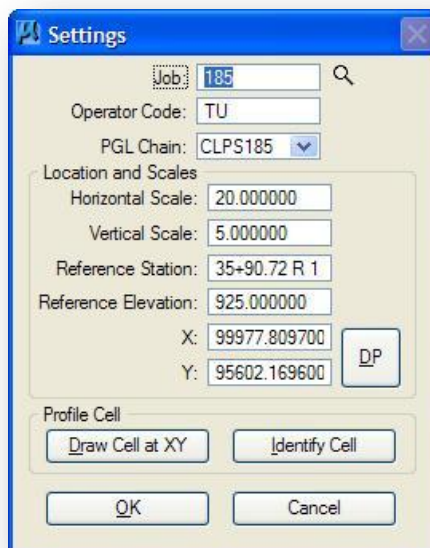 Settings
Job: 185
Operator Code: TU
PGL Chain: CLPS185
Location and Scales
Horizontal Scale: 20.000000
Vertical Scale: 5.000000
Reference Station: 35+90.72 R 1
Reference Elevation: 925.000000
X: 99977.809700
Y: 95602.169600
DP
Profile Cell
Draw Cell at XY Identify Cell
OK Cancel